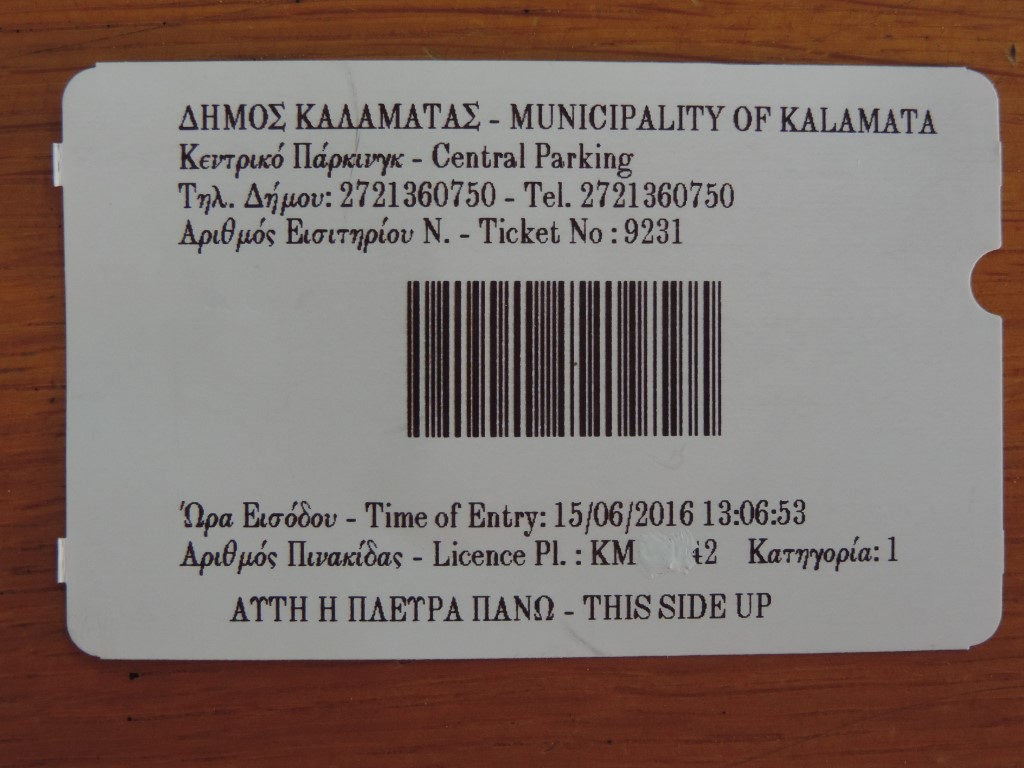 ΔΗΜΟΣ ΚΑΛΑΜΑΤΑΣ - MUNICIPALITY OF KALAMATA
Κεντρικό Πάρκινγκ - Central Parking
Τηλ. Δήμου: 2721360750 - Tel. 2721360750
Αριθμός Εισιτηρίου Ν. - Ticket No : 9231
Ώρα Εισόδου - Time of Entry: 15/06/2016 13:06:53
Αριθμός Πινακίδας - Licence Pl. : KM 42 Κατηγορία: 1
ΑΥΤΗ Η ΠΛΕΥΡΑ ΠΑΝΩ - THIS SIDE UP